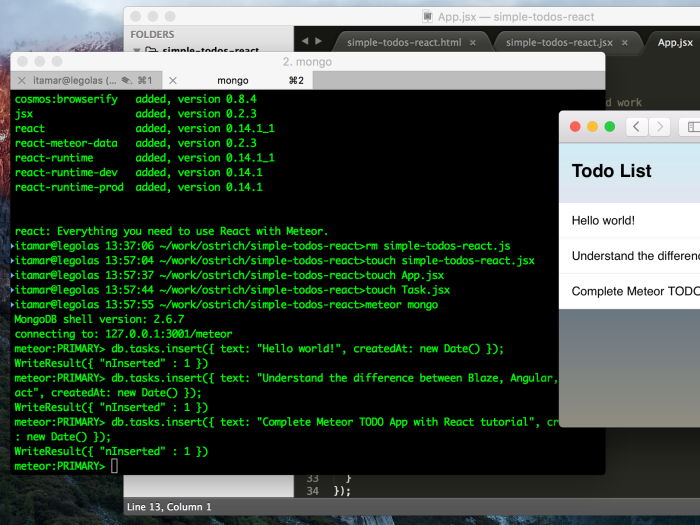 App.jsx — simple-todos-react
FOLDERS
simple-todos-react
simple-todos-react.html ×
simple-todos-react.jsx ×
App.jsx
2. mongo
× itamar@legolas (... ⌘1
× mongo ⌘2
cosmos:browserify added, version 0.8.4
jsx added, version 0.2.3
react added, version 0.14.1_1
react-meteor-data added, version 0.2.3
react-runtime added, version 0.14.1_1
react-runtime-dev added, version 0.14.1
react-runtime-prod added, version 0.14.1
react: Everything you need to use React with Meteor.
itamar@legolas 13:37:06 ~/work/ostrich/simple-todos-react>rm simple-todos-react.js
itamar@legolas 13:57:04 ~/work/ostrich/simple-todos-react>touch simple-todos-react.jsx
itamar@legolas 13:57:37 ~/work/ostrich/simple-todos-react>touch App.jsx
itamar@legolas 13:57:44 ~/work/ostrich/simple-todos-react>touch Task.jsx
itamar@legolas 13:57:55 ~/work/ostrich/simple-todos-react>meteor mongo
MongoDB shell version: 2.6.7
connecting to: 127.0.0.1:3001/meteor
meteor:PRIMARY> db.tasks.insert({ text: "Hello world!", createdAt: new Date() });
WriteResult({ "nInserted" : 1 })
meteor:PRIMARY> db.tasks.insert({ text: "Understand the difference between Blaze, Angular,
act", createdAt: new Date() });
WriteResult({ "nInserted" : 1 })
meteor:PRIMARY> db.tasks.insert({ text: "Complete Meteor TODO App with React tutorial", cr
: new Date() });
WriteResult({ "nInserted" : 1 })
meteor:PRIMARY>
d work
Todo List
Hello world!
Understand the differenc
Complete Meteor TODO
33 }
34 });
Line 13, Column 1